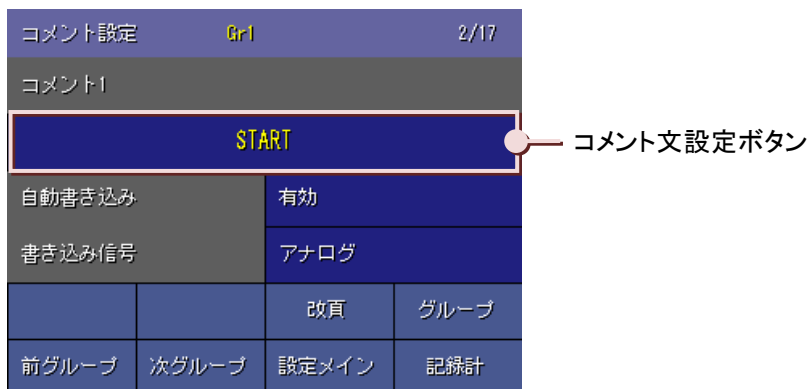 コメント設定 Gr1 2/17
コメント1
START
コメント文設定ボタン
自動書き込み 有効
書き込み信号 アナログ
改頁 グループ
前グループ 次グループ 設定メイン 記録計